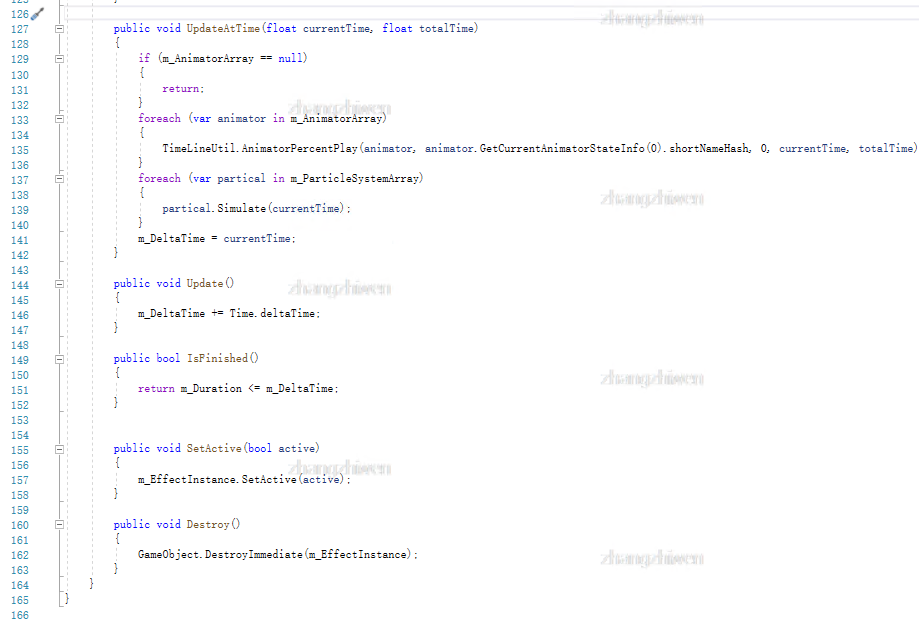 126
127 public void UpdateAtTime(float currentTime, float totalTime)
128 {
129 if (m_AnimatorArray == null)
130 {
131 return;
132 }
133 foreach (var animator in m_AnimatorArray)
134 {
135 TimeLineUtil.AnimatorPercentPlay(animator, animator.GetCurrentAnimatorStateInfo(0).shortNameHash, 0, currentTime, totalTime)
136 }
137 foreach (var partical in m_ParticleSystemArray)
138 {
139 partical.Simulate(currentTime);
140 }
141 m_DeltaTime = currentTime;
142 }
143
144 public void Update()
145 {
146 m_DeltaTime += Time.deltaTime;
147 }
148
149 public bool IsFinished()
150 {
151 return m_Duration <= m_DeltaTime;
152 }
153
154
155 public void SetActive(bool active)
156 {
157 m_EffectInstance.SetActive(active);
158 }
159
160 public void Destroy()
161 {
162 GameObject.DestroyImmediate(m_EffectInstance);
163 }
164 }
165 }
166